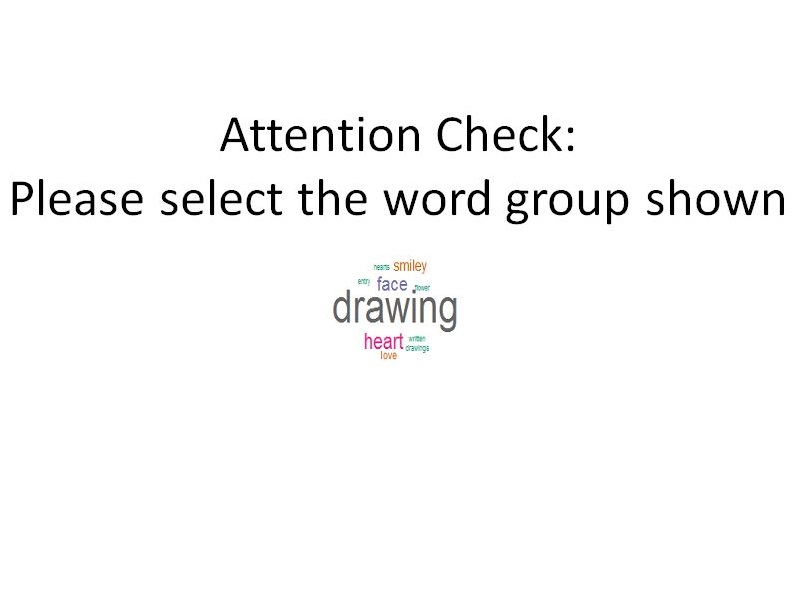 Attention Check:
Please select the word group shown
hearts smiley
entry face flower
drawing
heart written
drawings
love